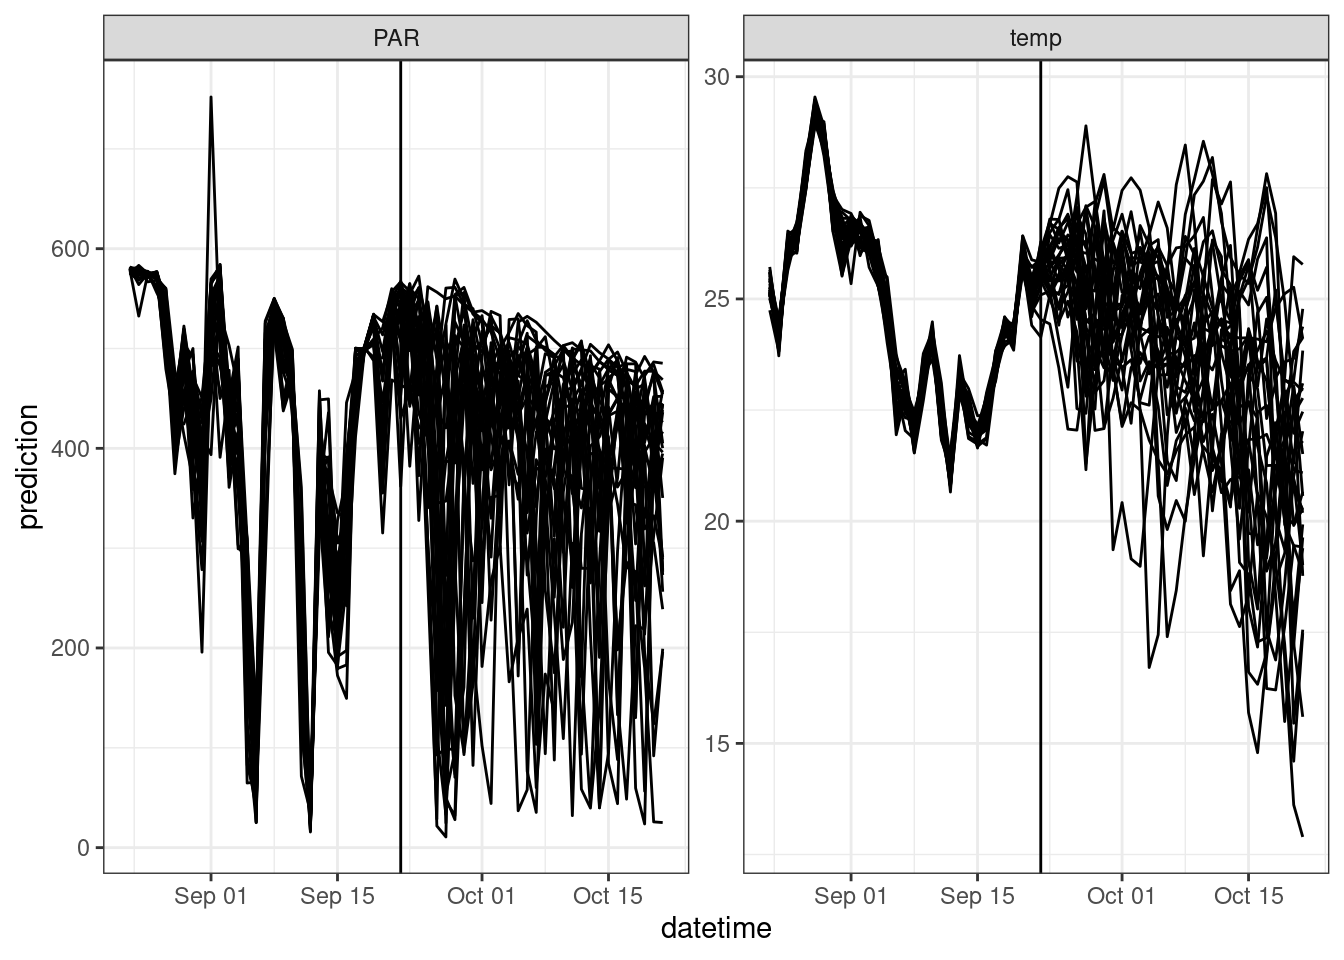 PAR
temp
prediction
600
400
200
0
30
25
20
15
Sep 01
Sep 15
Oct 01
Oct 15
Sep 01
Sep 15
Oct 01
Oct 15
datetime